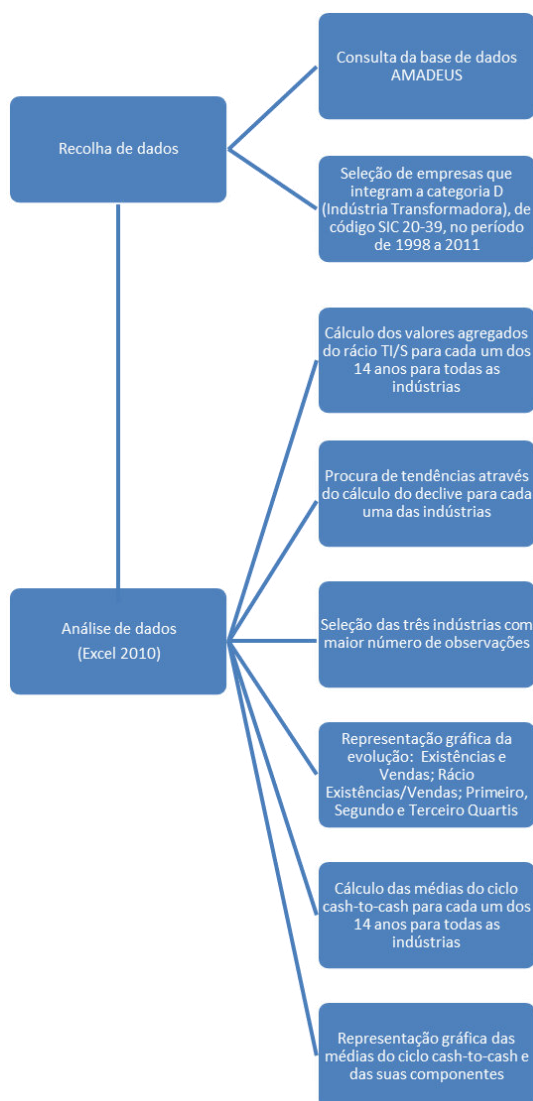 Consulta da base de dados
AMADEUS
Recolha de dados
Seleção de empresas que
integram a categoria D
(Indústria Transformadora), de
código SIC 20-39, no período
de 1998 a 2011
Cálculo dos valores agregados
do rácio TI/S para cada um dos
14 anos para todas as
indústrias
Procura de tendências através
do cálculo do declive para cada
uma das indústrias
Análise de dados
(Excel 2010)
Seleção das três indústrias com
maior número de observações
Representação gráfica da
evolução: Existências e
Vendas; Rácio
Existências/Vendas; Primeiro,
Segundo e Terceiro Quartis
Cálculo das médias do ciclo
cash-to-cash para cada um dos
14 anos para todas as
indústrias
Representação gráfica das
médias do ciclo cash-to-cash e
das suas componentes